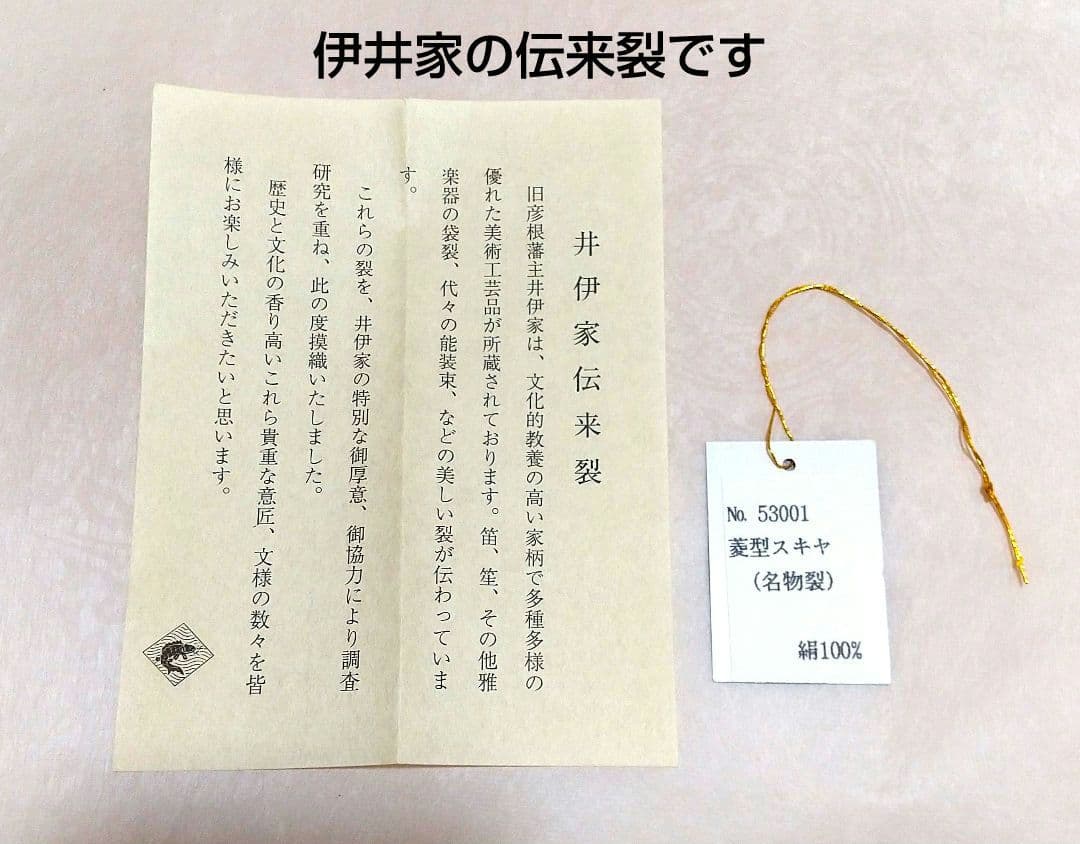 伊井家の伝来裂です
井伊家伝来裂
旧彦根藩主井伊家は、文化的教養の高い家柄で多種多様の
優れた美術工芸品が所蔵されております。笛、笙、その他雅
楽器の袋裂、代々の能装束、などの美しい裂が伝わっていま
す。
これらの裂を、井伊家の特別な御厚意、御協力により調査
研究を重ね、此の度摸織いたしました。
歴史と文化の香り高いこれら貴重な意匠、文様の数々を皆
様にお楽しみいただきたいと思います。
No. 53001
菱型スキヤ
(名物裂)
絹100%